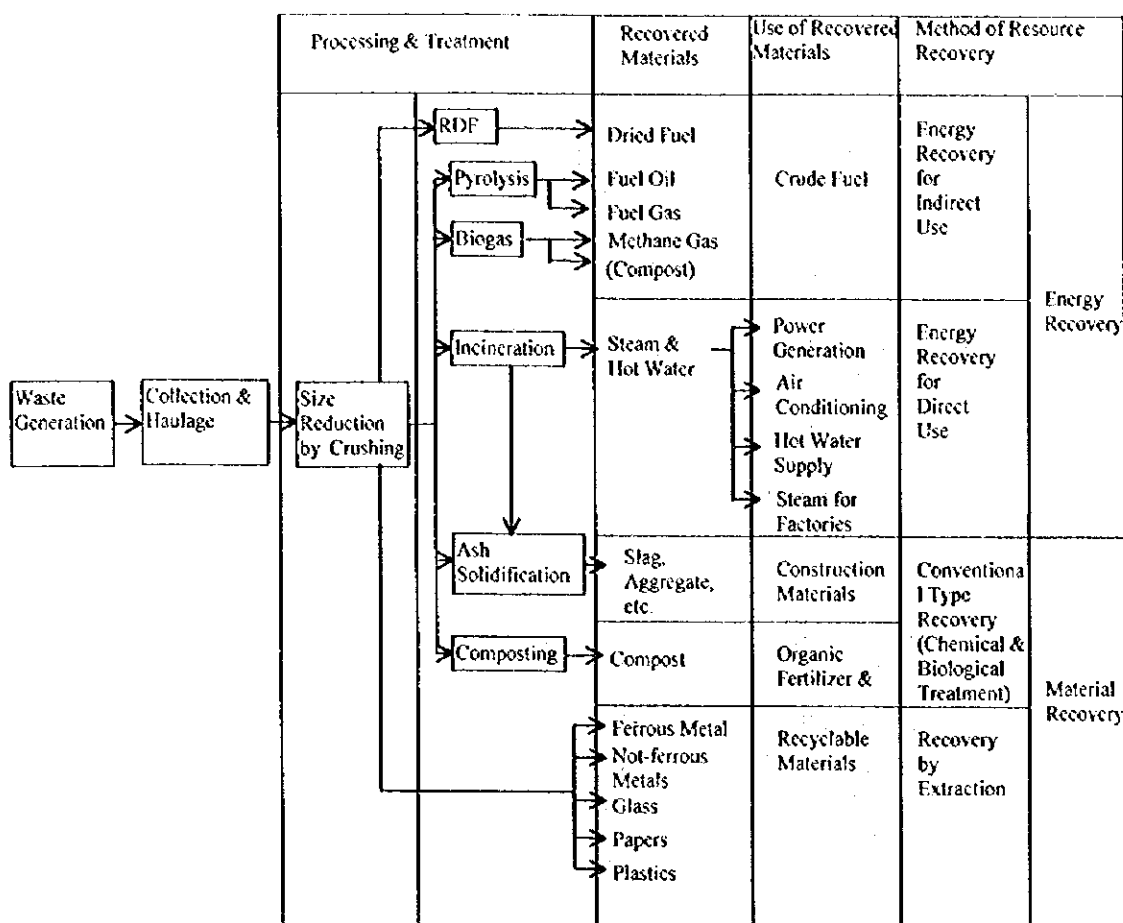 Processing & Treatment
Recovered
Materials
Use of Recovered
Materials
Method of Resource
Recovery
RDF
Dried Fuel
Pyrolysis
Fuel Oil
Fuel Gas
Biogas
Methane Gas
(Compost)
Crude Fuel
Energy
Recovery
for
Indirect
Use
Energy
Recovery
Incineration
Steam &
Hot Water
Power
Generation
Air
Conditioning
Hot Water
Supply
Steam for
Factories
Energy
Recovery
for
Direct
Use
Waste
Generation
Collection &
Haulage
Size
Reduction
by Crushing
Ash
Solidification
Slag,
Aggregate,
etc.
Construction
Materials
Conventiona
l Type
Recovery
(Chemical &
Biological
Treatment)
Composting
Compost
Organic
Fertilizer &
Material
Recovery
Ferrous Metal
Not-ferrous
Metals
Glass
Papers
Plastics
Recyclable
Materials
Recovery
by
Extraction